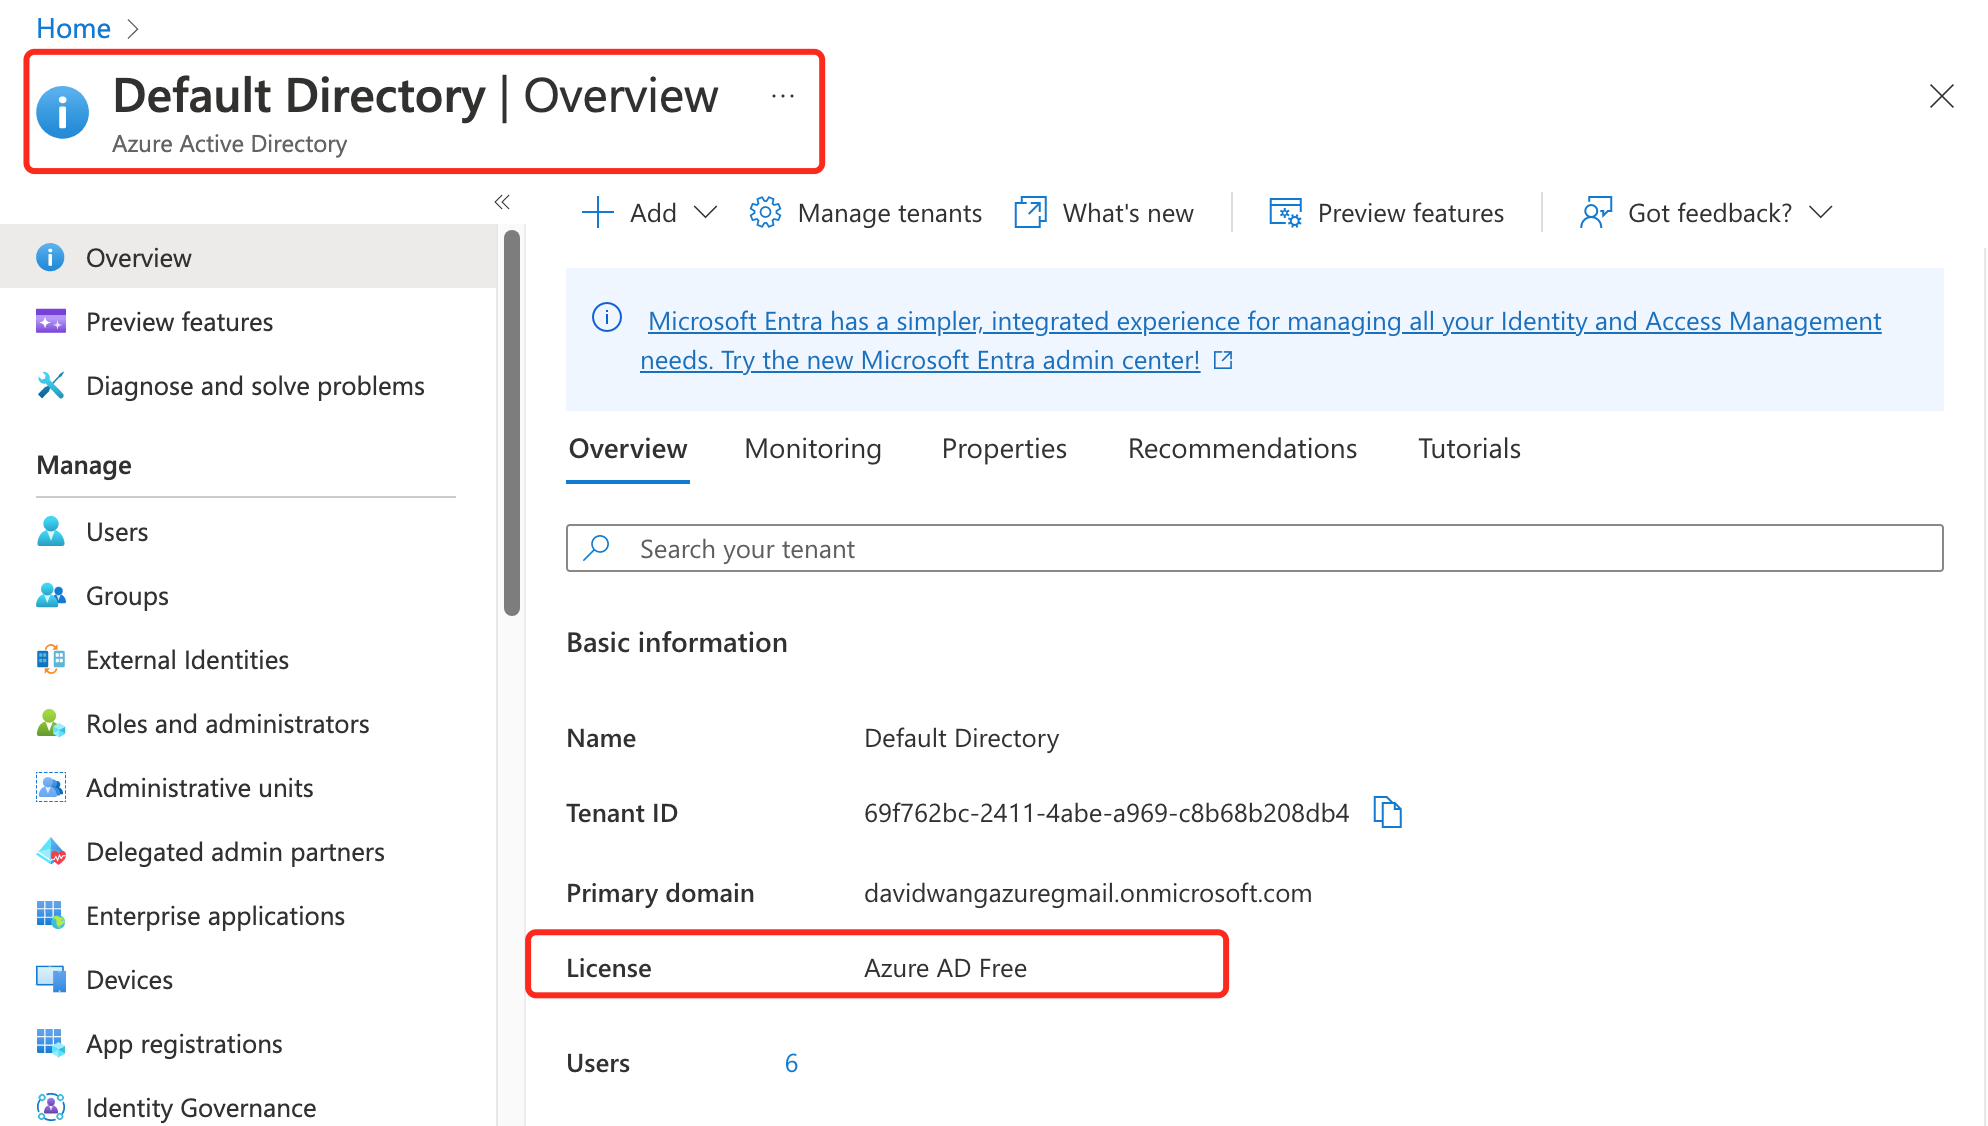 Home
Default Directory | Overview ...
Azure Active Directory
Add
Manage tenants
What's new
Preview features
Got feedback?
Overview
Preview features
Diagnose and solve problems
Manage
Users
Groups
External Identities
Roles and administrators
Administrative units
Delegated admin partners
Enterprise applications
Devices
App registrations
Identity Governance
Microsoft Entra has a simpler, integrated experience for managing all your Identity and Access Management
needs. Try the new Microsoft Entra admin center!
Overview Monitoring Properties Recommendations Tutorials
Search your tenant
Basic information
Name Default Directory
Tenant ID 69f762bc-2411-4abe-a969-c8b68b208db4
Primary domain davidwangazuregmail.onmicrosoft.com
License Azure AD Free
Users 6